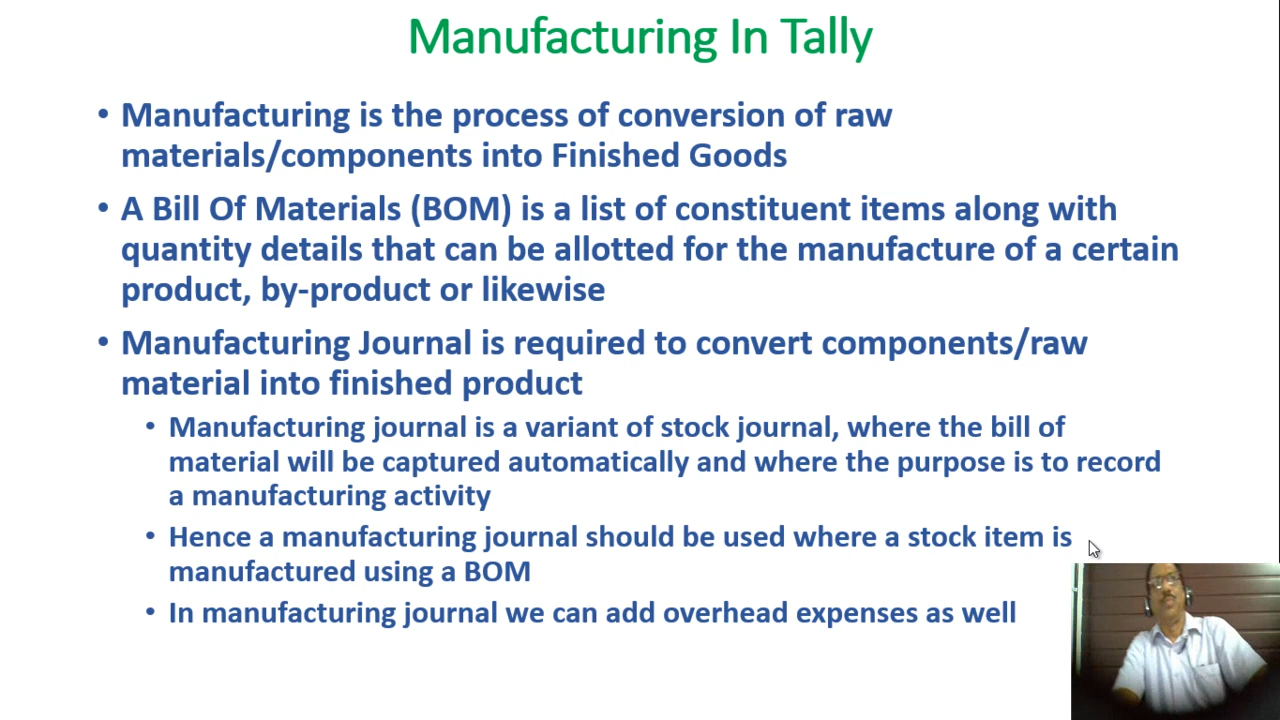 Manufacturing In Tally
• Manufacturing is the process of conversion of raw
materials/components into Finished Goods
• A Bill Of Materials (BOM) is a list of constituent items along with
quantity details that can be allotted for the manufacture of a certain
product, by-product or likewise
• Manufacturing Journal is required to convert components/raw
material into finished product
• Manufacturing journal is a variant of stock journal, where the bill of
material will be captured automatically and where the purpose is to record
a manufacturing activity
• Hence a manufacturing journal should be used where a stock item is
manufactured using a BOM
• In manufacturing journal we can add overhead expenses as well